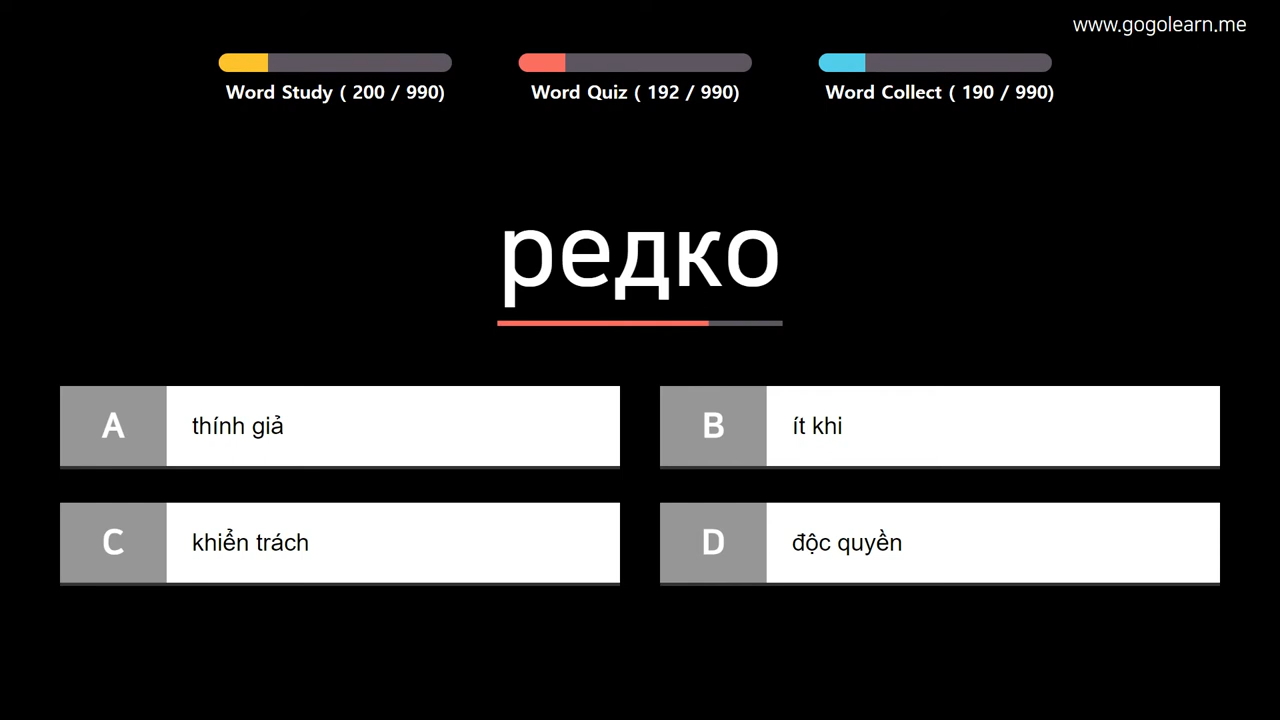 www.gogolearn.me
Word Study ( 200 / 990)
Word Quiz ( 192 / 990)
Word Collect ( 190 / 990)
редко
A thính giả
B ít khi
C khiển trách
D độc quyền